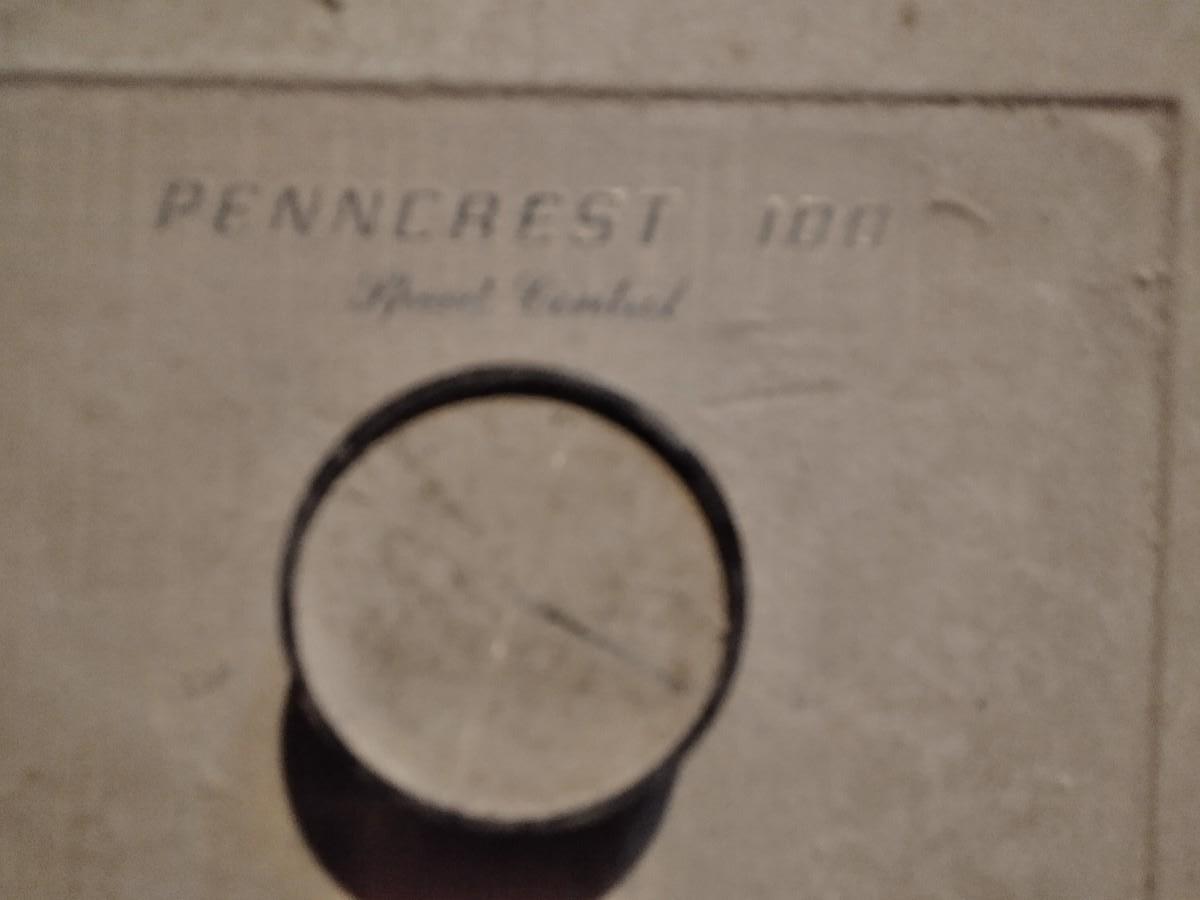 PENNCREST 100
Speed Control